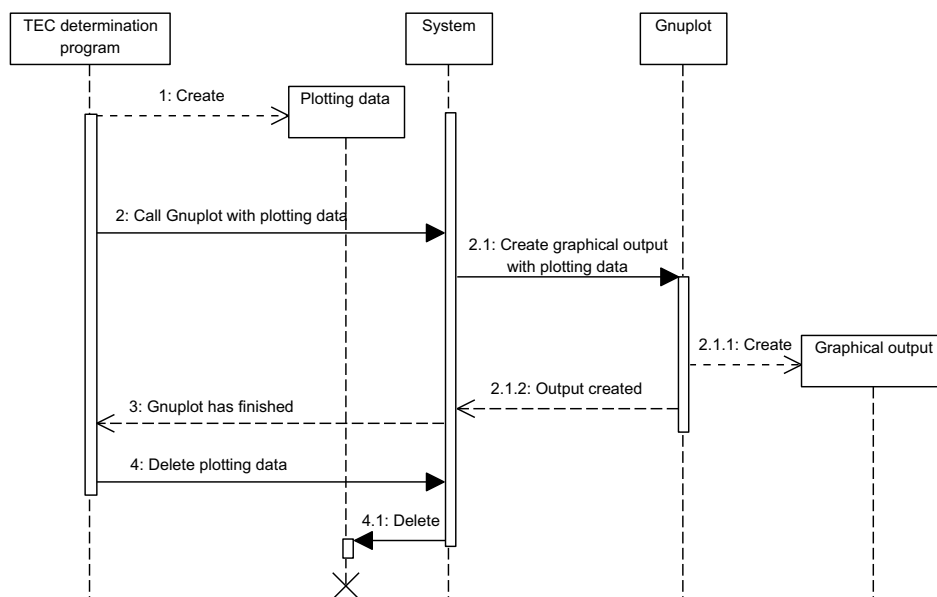 TEC determination
program
System
Gnuplot
1: Create
Plotting data
2: Call Gnuplot with plotting data
2.1: Create graphical output
with plotting data
2.1.1: Create
Graphical output
2.1.2: Output created
3: Gnuplot has finished
4: Delete plotting data
4.1: Delete